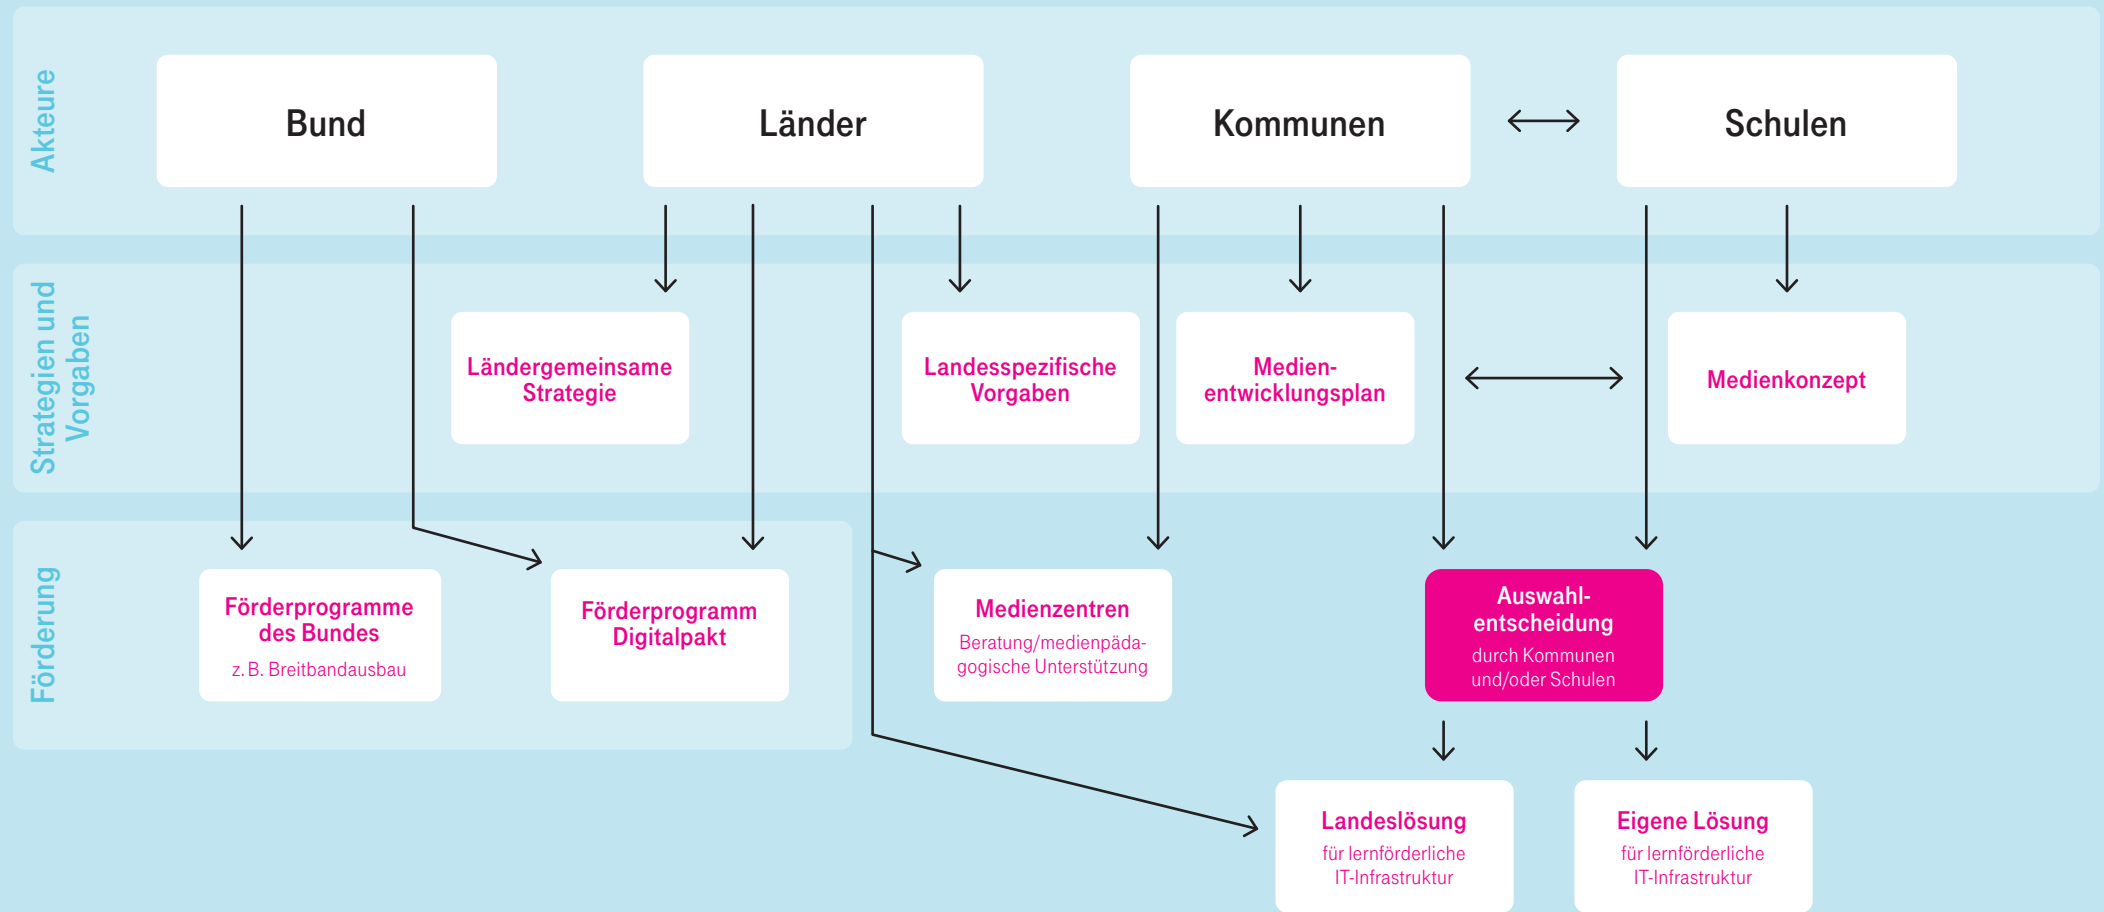 Akteure
Bund
Länder
Kommunen
Schulen
Strategien und
Vorgaben
Ländergemeinsame
Strategie
Landesspezifische
Vorgaben
Medien-
entwicklungsplan
Medienkonzept
Förderung
Förderprogramme
des Bundes
z. B. Breitbandausbau
Förderprogramm
Digitalpakt
Medienzentren
Beratung/medienpäda-
gogische Unterstützung
Auswahl-
entscheidung
durch Kommunen
und/oder Schulen
Landeslösung
für lernförderliche
IT-Infrastruktur
Eigene Lösung
für lernförderliche
IT-Infrastruktur